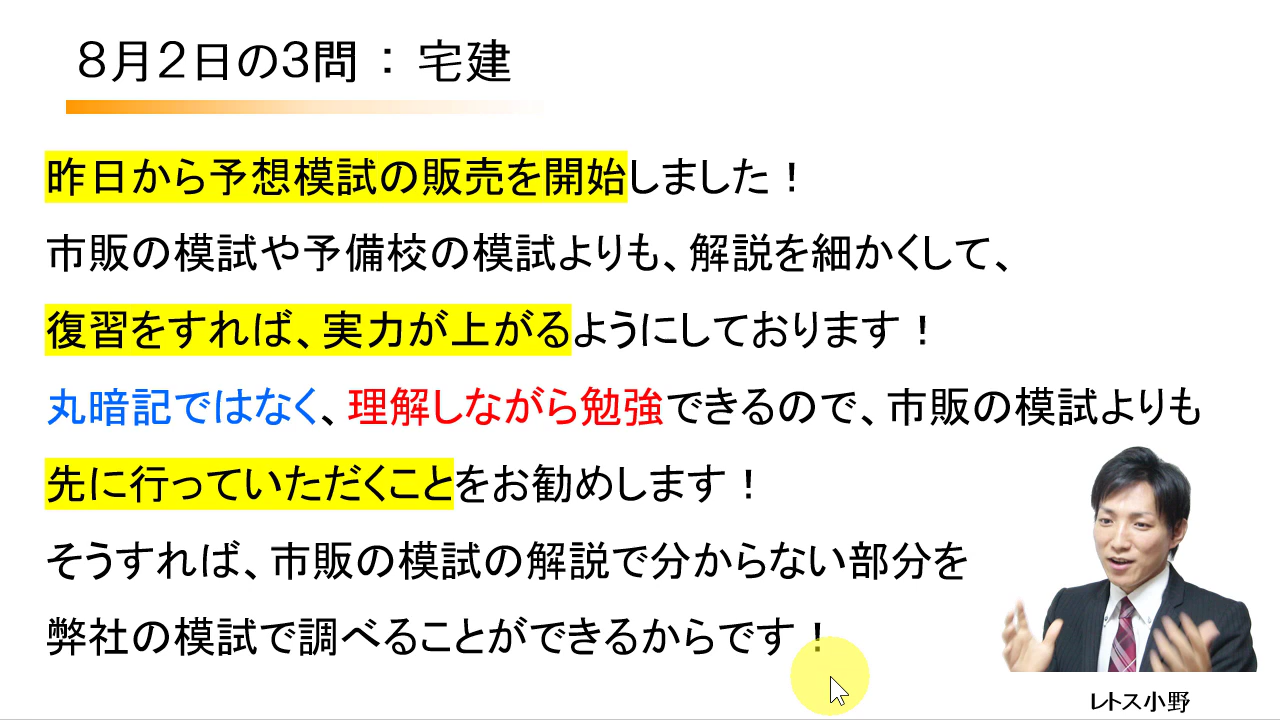 8月2日の3問：宅建
昨日から予想模試の販売を開始しました！
市販の模試や予備校の模試よりも、解説を細かくして、
復習をすれば、実力が上がるようにしております！
丸暗記ではなく、理解しながら勉強できるので、市販の模試よりも
先に行っていただくことをお勧めします！
そうすれば、市販の模試の解説で分からない部分を
弊社の模試で調べることができるからです！
レトス小野